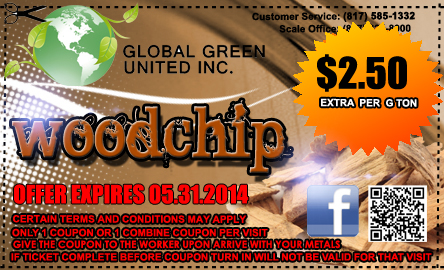 Customer Service: (817) 585-1332
Scale Office:
GLOBAL GREEN
UNITED INC.
$2.50
EXTRA PER G TON
woodchip
OFFER EXPIRES 05.31.2014
CERTAIN TERMS AND CONDITIONS MAY APPLY
ONLY 1 COUPON OR 1 COMBINE COUPON PER VISIT
GIVE THE COUPON TO THE WORKER UPON ARRIVE WITH YOUR METALS
IF TICKET COMPLETE BEFORE COUPON TURN IN WILL NOT BE VALID FOR THAT VISIT
f